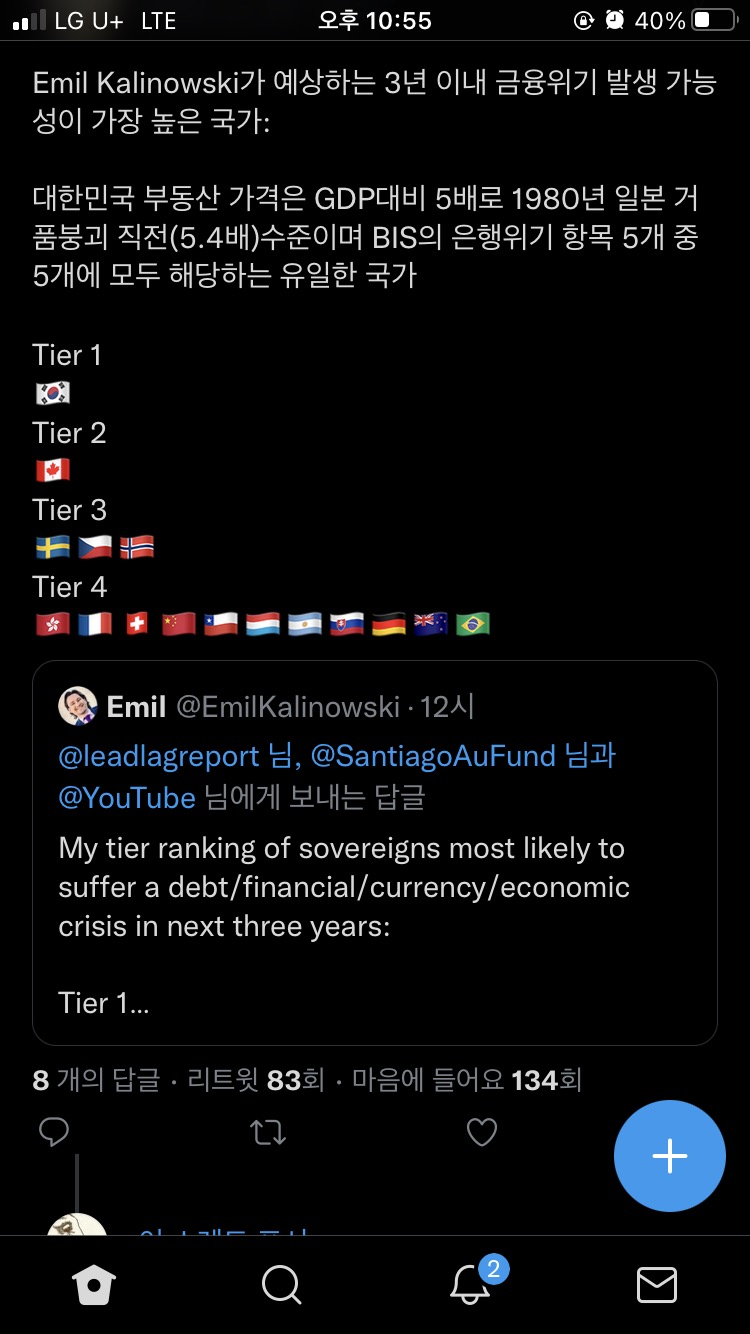 LG U+ LTE 오후 10:55 40%
Emil Kalinowski가 예상하는 3년 이내 금융위기 발생 가능
성이 가장 높은 국가:
대한민국 부동산 가격은 GDP대비 5배로 1980년 일본 거
품붕괴 직전(5.4배)수준이며 BIS의 은행위기 항목 5개 중
5개에 모두 해당하는 유일한 국가
Tier 1
Tier 2
Tier 3
Tier 4
Emil @EmilKalinowski · 12시
@leadlagreport 님, @SantiagoAuFund 님과
@YouTube 님에게 보내는 답글
My tier ranking of sovereigns most likely to
suffer a debt/financial/currency/economic
crisis in next three years:
Tier 1...
8 개의 답글 · 리트윗 83회 · 마음에 들어요 134회
2